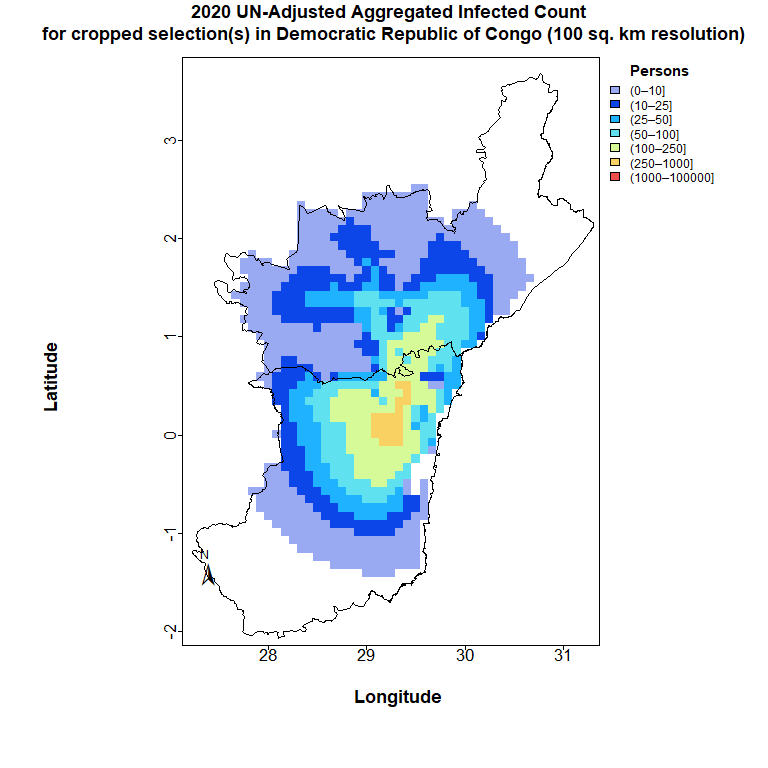 2020 UN-Adjusted Aggregated Infected Count
for cropped selection(s) in Democratic Republic of Congo (100 sq. km resolution)
Persons
(0–10]
(10–25]
(25–50]
(50–100]
(100–250]
(250–1000]
(1000–100000]
3
2
1
0
-1
-2
Latitude
N
28 29 30 31
Longitude